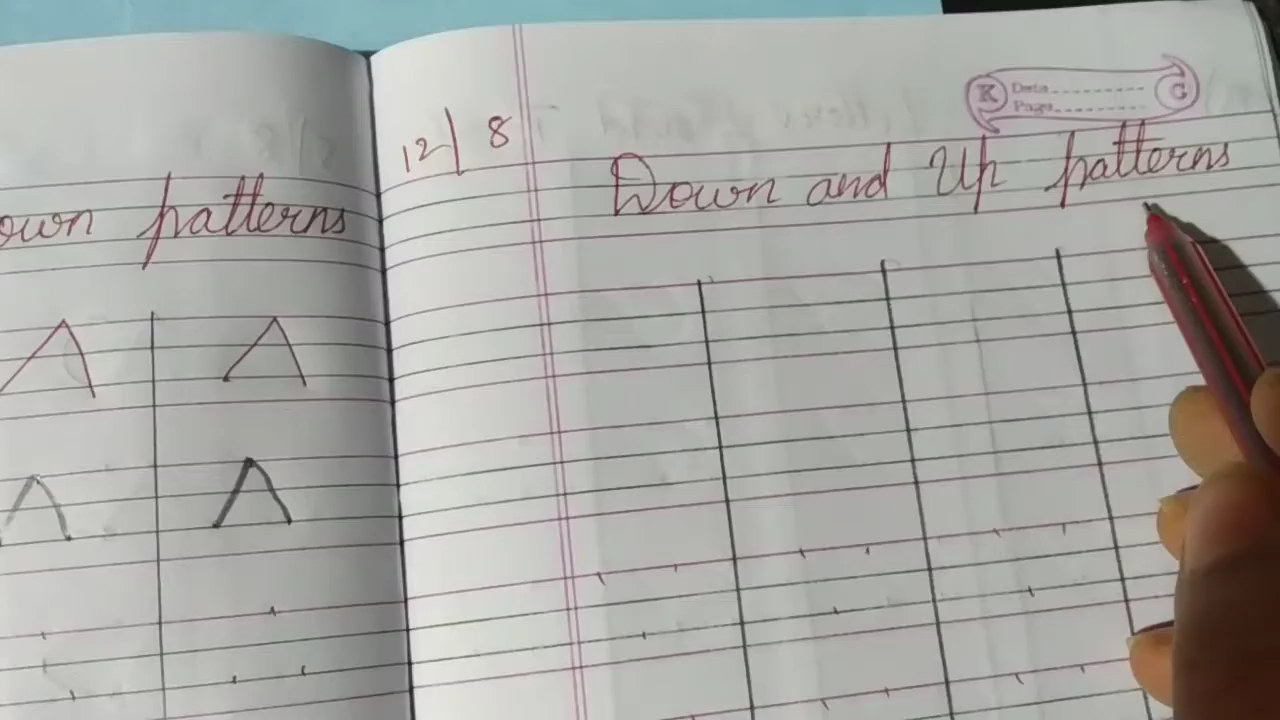 own patterns
12/8
K Date
Page G
Down and Up patterns